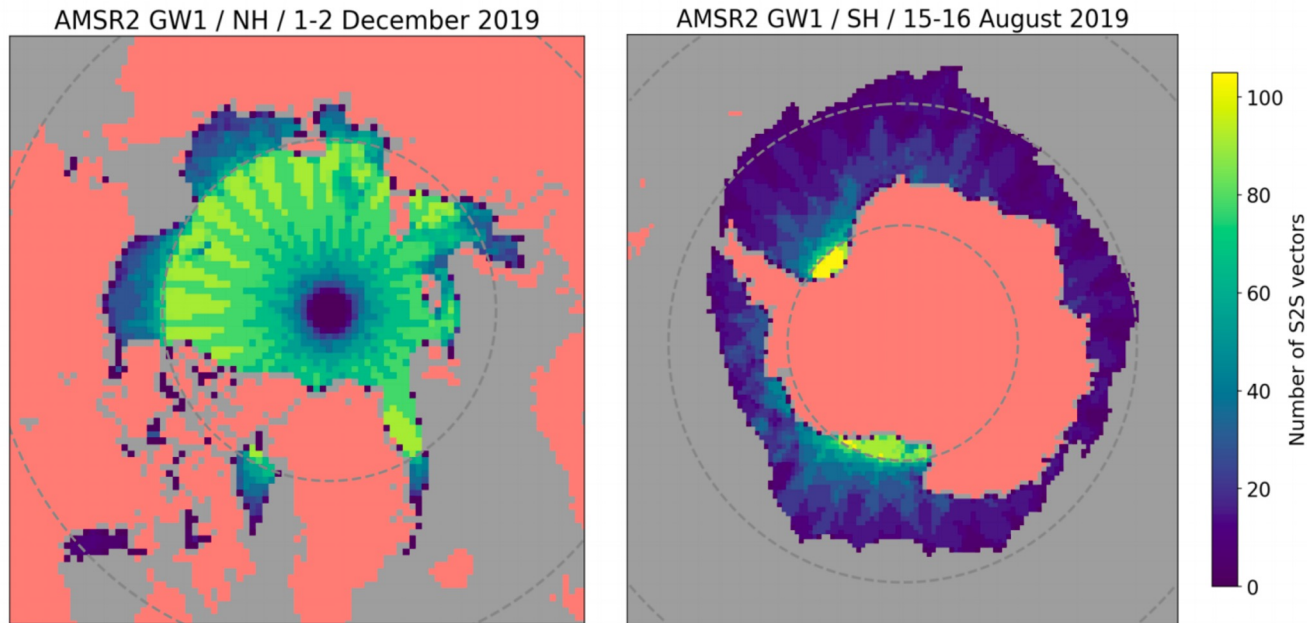 AMSR2 GW1 / NH / 1-2 December 2019
AMSR2 GW1 / SH / 15-16 August 2019
100
80
60
40
20
0
Number of S2S vectors